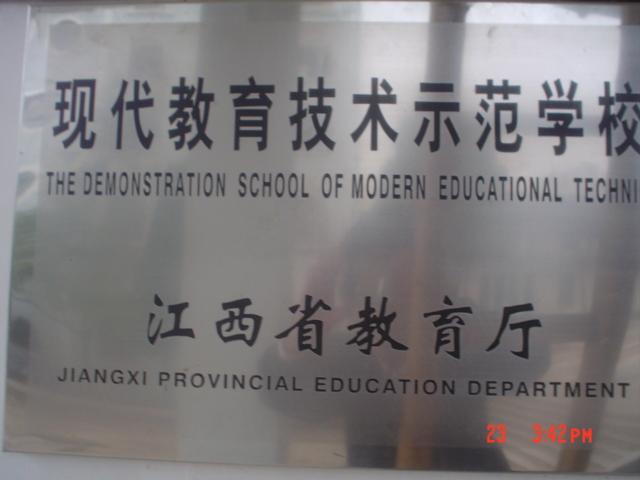 现代教育技术示范学校
THE DEMONSTRATION SCHOOL OF MODERN EDUCATIONAL TECHNI
江西省教育厅
JIANGXI PROVINCIAL EDUCATION DEPARTMENT
23 3:42PM